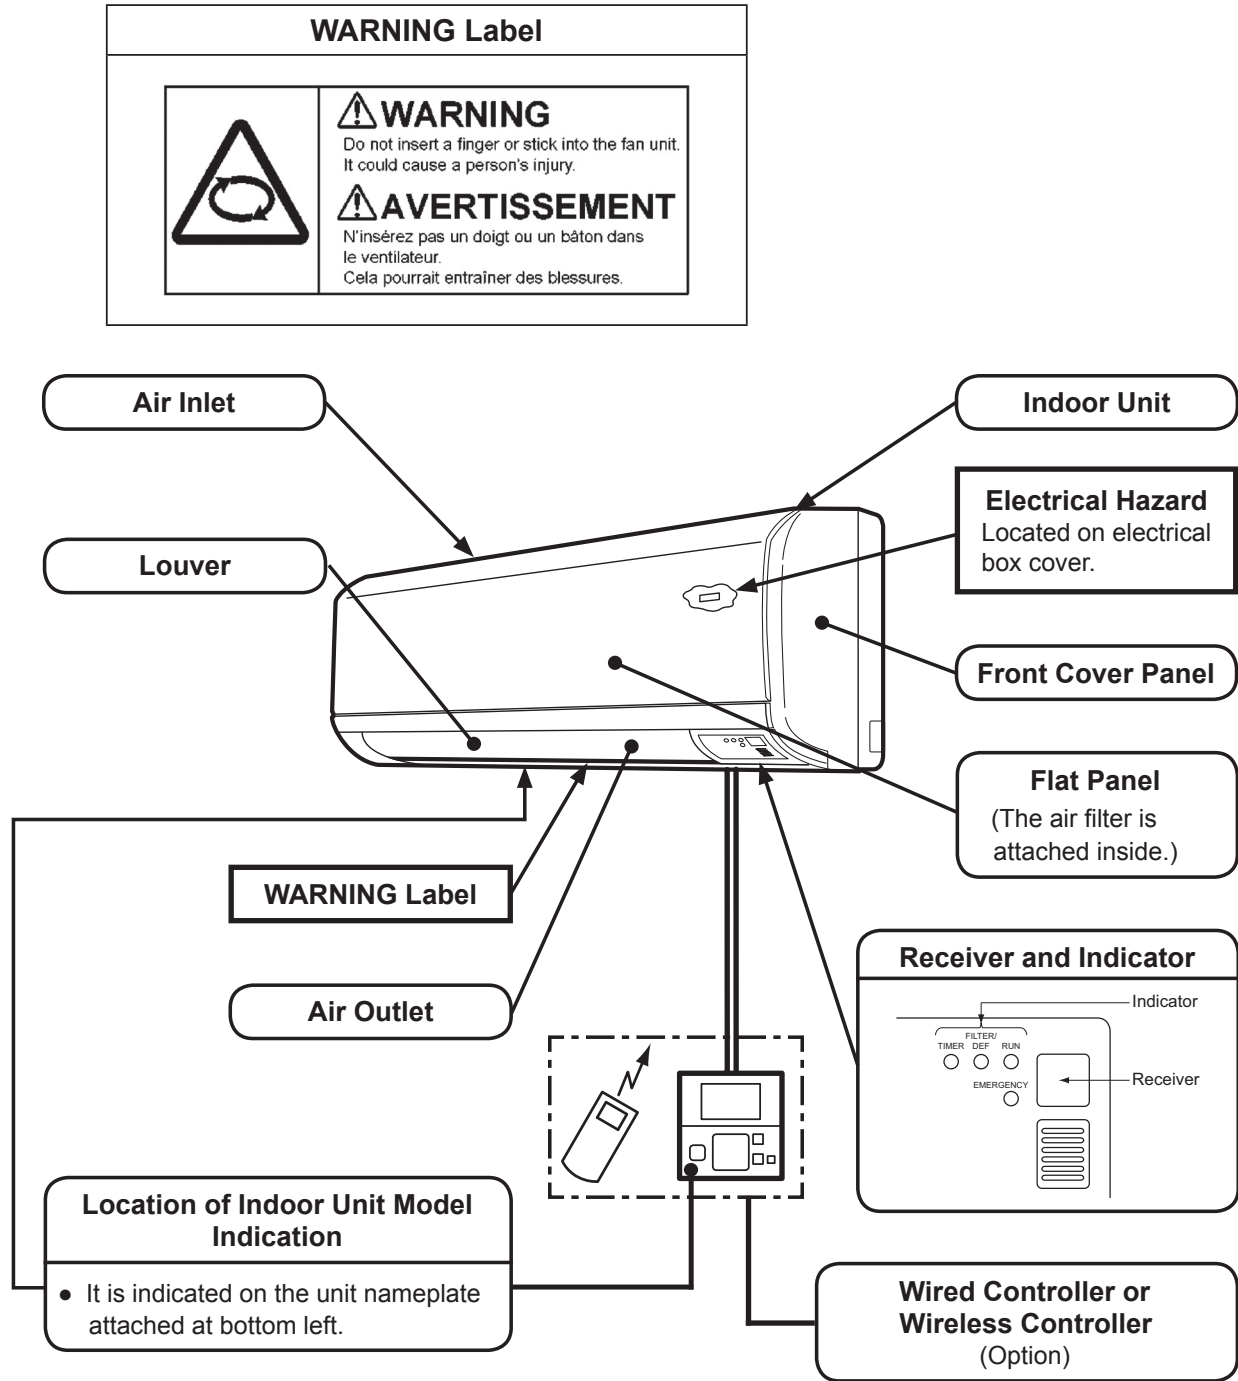 WARNING Label
WARNING
Do not insert a finger or stick into the fan unit.
It could cause a person's injury.
AVERTISSEMENT
N'insérez pas un doigt ou un bâton dans
le ventilateur.
Cela pourrait entraîner des blessures.
Air Inlet
Indoor Unit
Electrical Hazard
Located on electrical
box cover.
Louver
Front Cover Panel
Flat Panel
(The air filter is
attached inside.)
WARNING Label
Air Outlet
Receiver and Indicator
Indicator
FILTER/
TIMER DEF RUN
EMERGENCY
Receiver
Location of Indoor Unit Model
Indication
● It is indicated on the unit nameplate
attached at bottom left.
Wired Controller or
Wireless Controller
(Option)